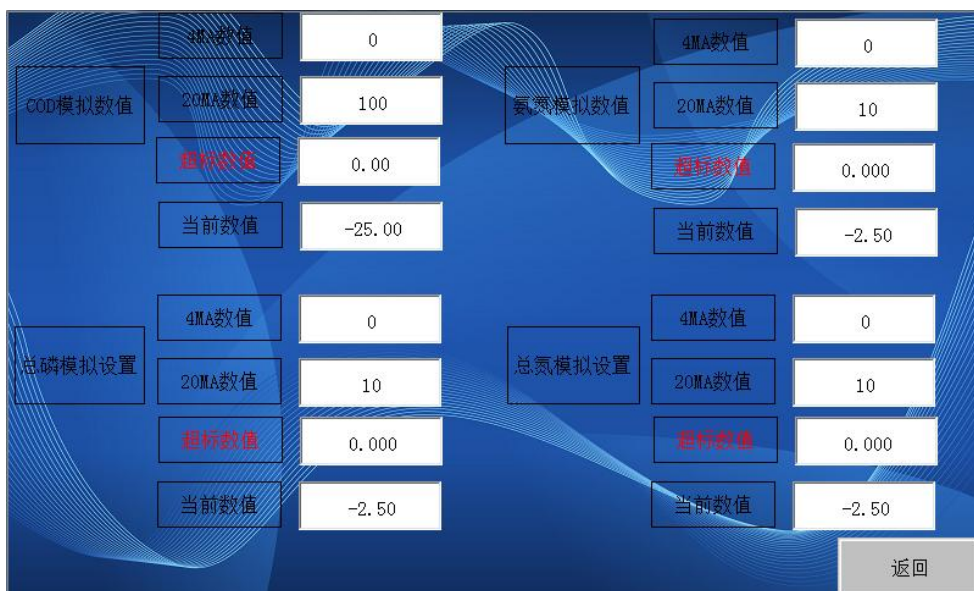 COD模拟数值
4MA数值 0
20MA数值 100
超标数值 0.00
当前数值 -25.00
氨氮模拟数值
4MA数值 0
20MA数值 10
超标数值 0.000
当前数值 -2.50
总磷模拟设置
4MA数值 0
20MA数值 10
超标数值 0.000
当前数值 -2.50
总氮模拟设置
4MA数值 0
20MA数值 10
超标数值 0.000
当前数值 -2.50
返回